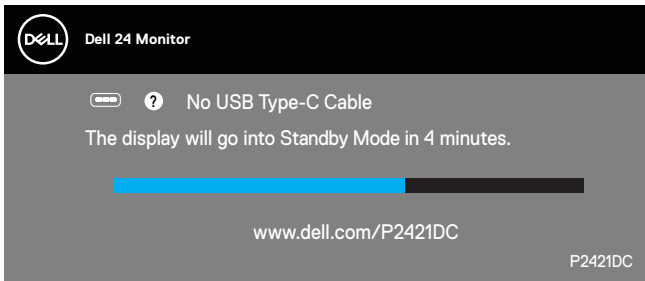 DELL
Dell 24 Monitor
? No USB Type-C Cable
The display will go into Standby Mode in 4 minutes.
www.dell.com/P2421DC
P2421DC